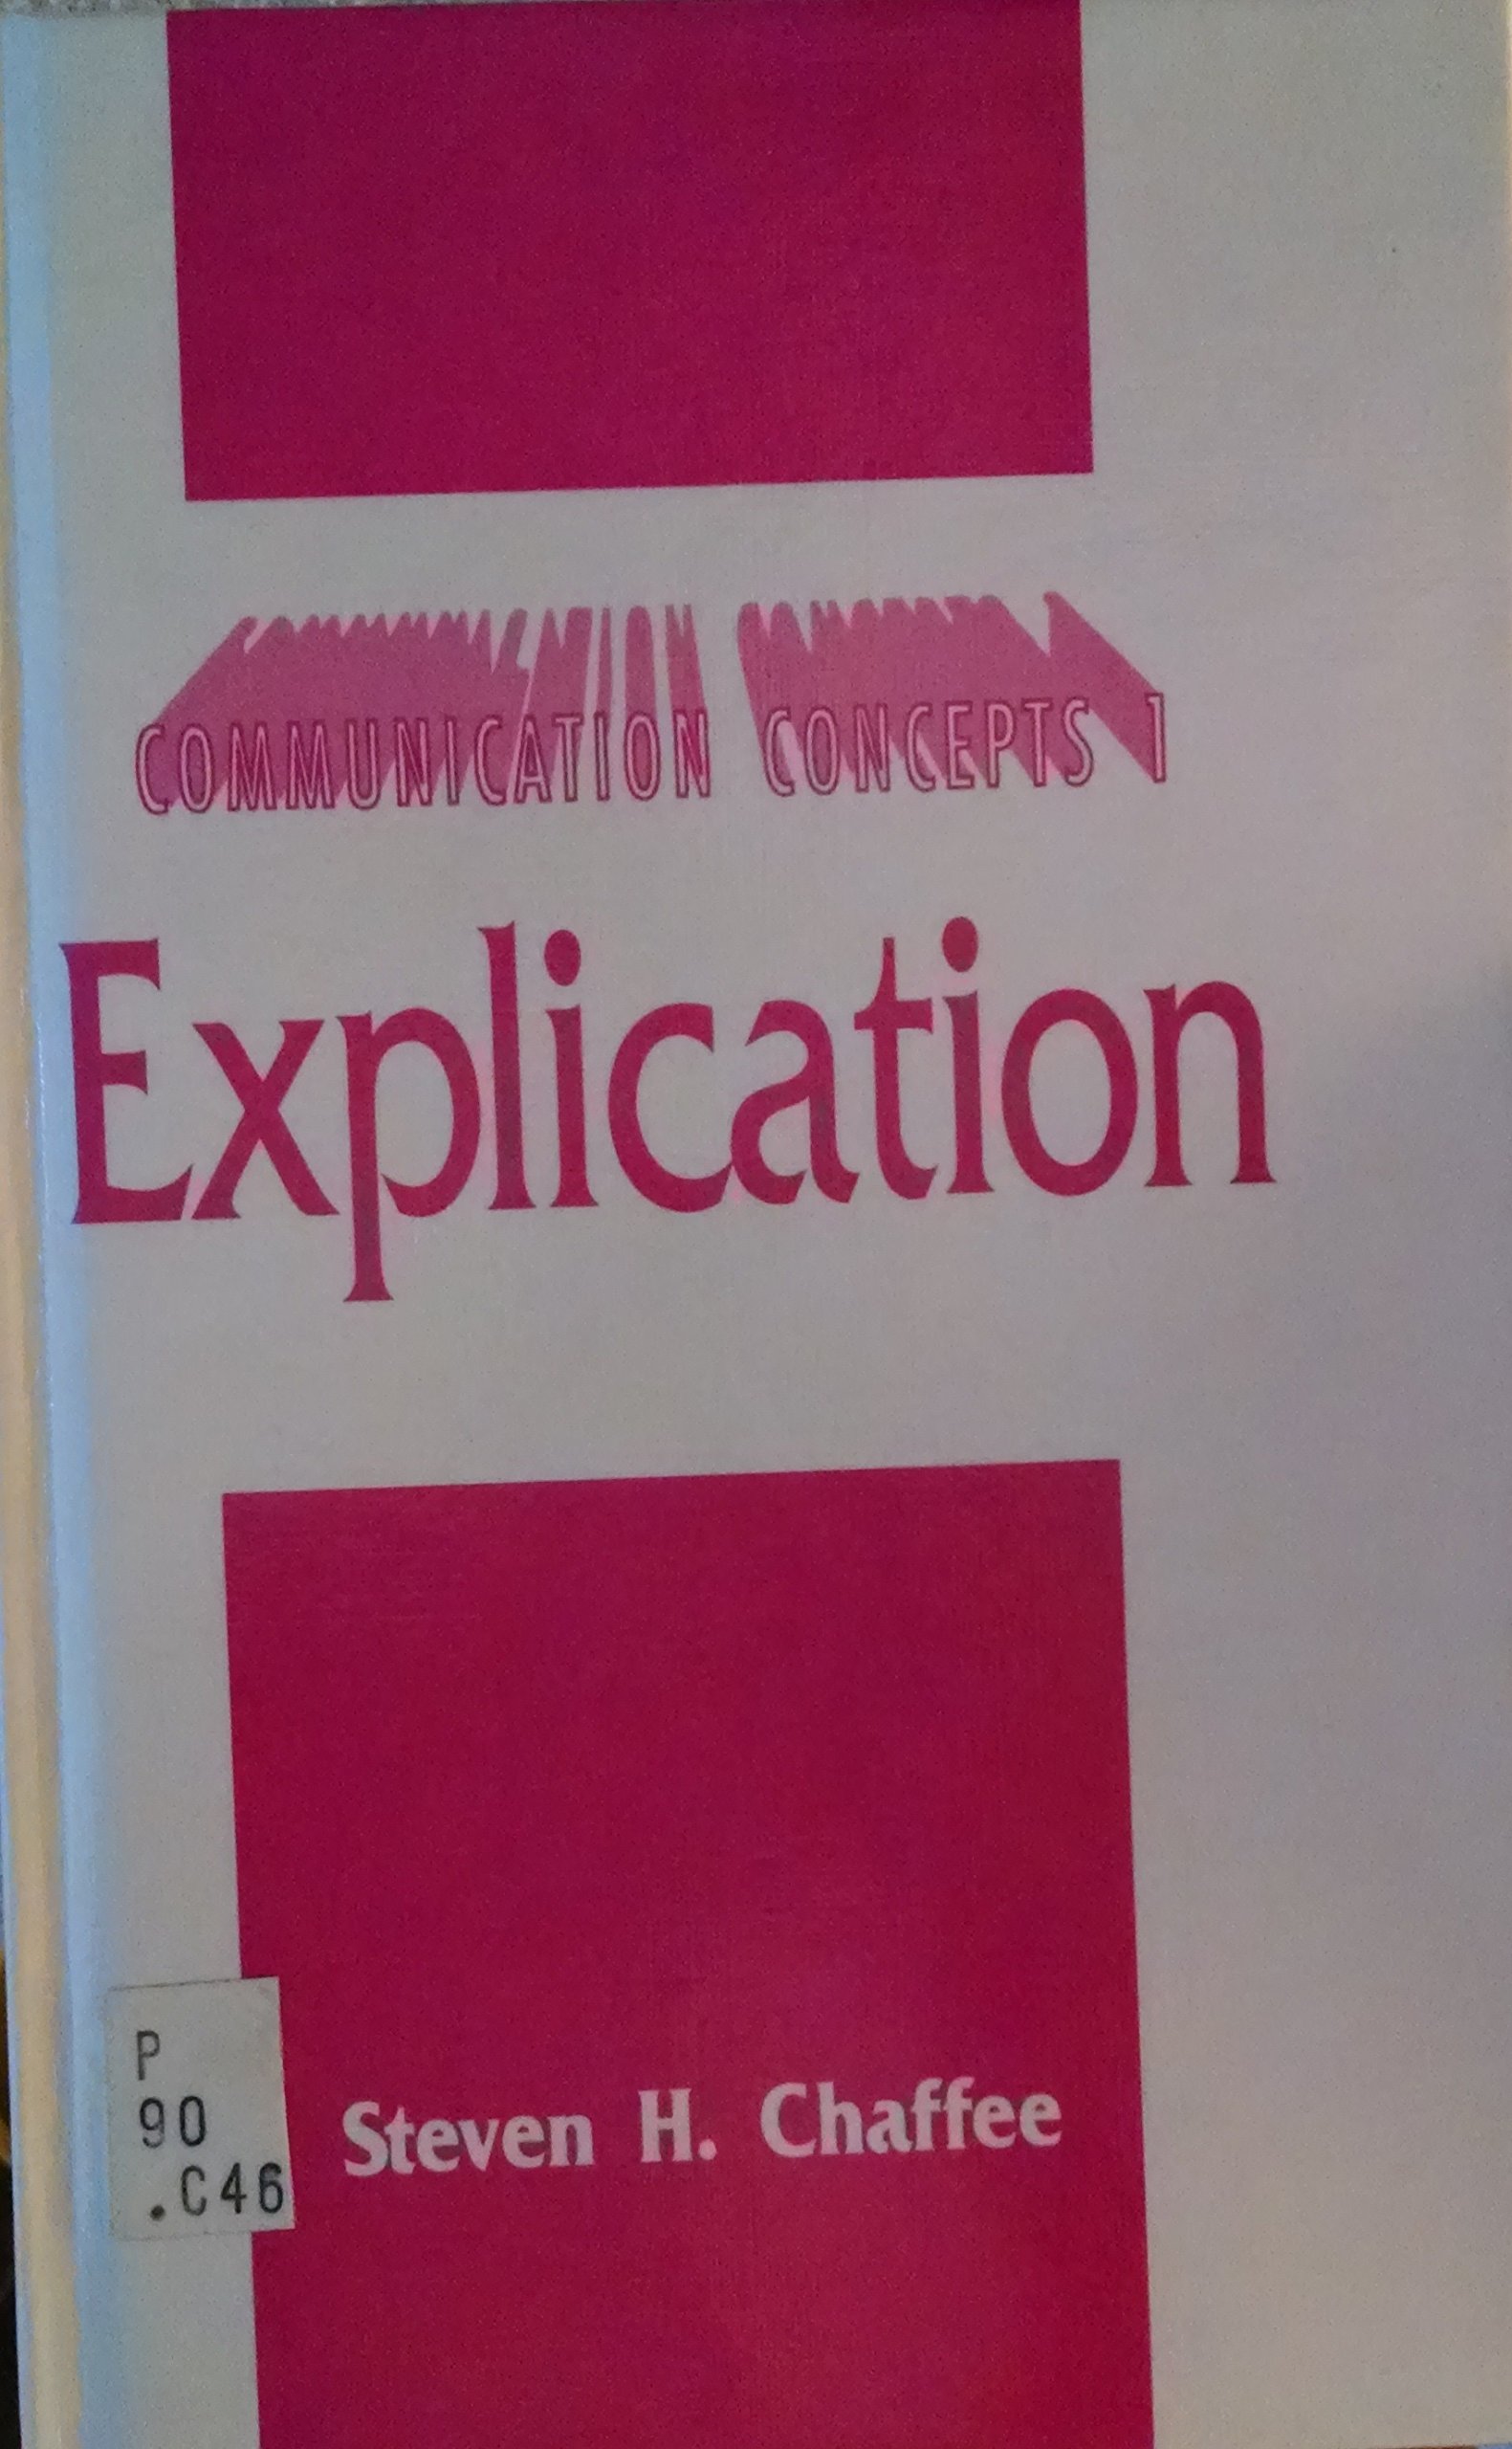 COMMUNICATION CONCEPTS 1
Explication
P
90
.C46
Steven H. Chaffee